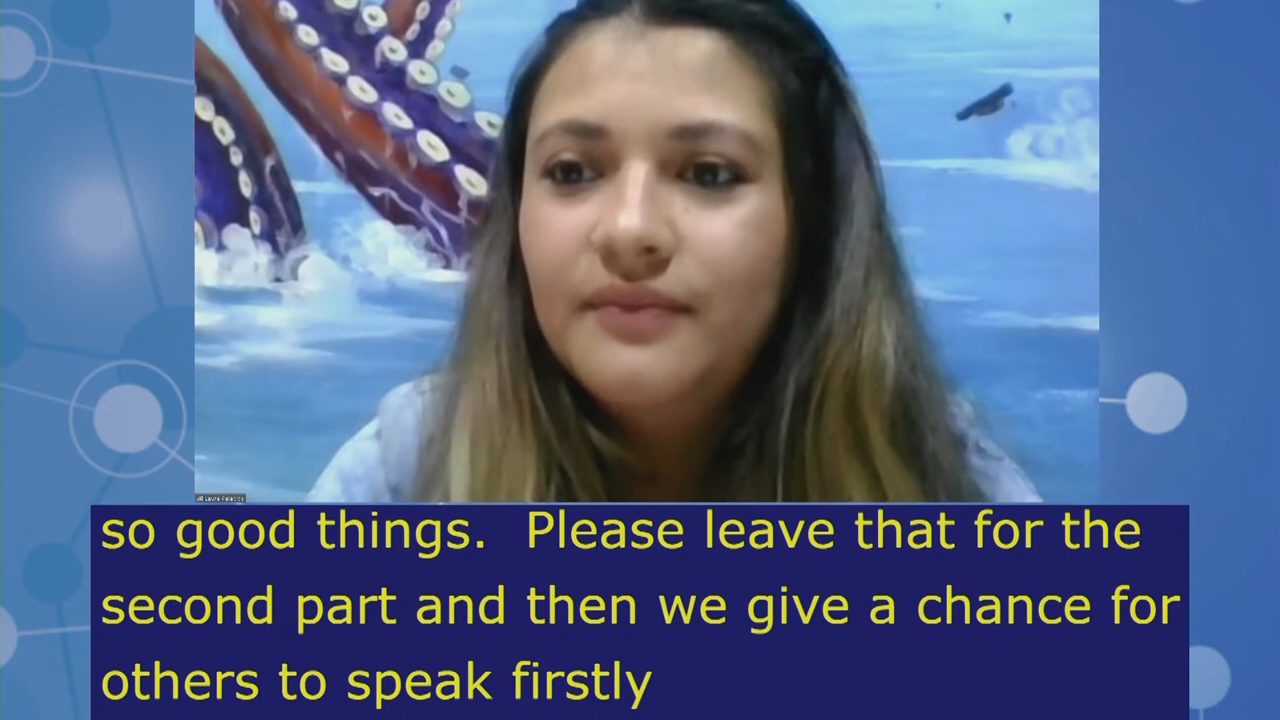 so good things.  Please leave that for the
second part and then we give a chance for
others to speak firstly